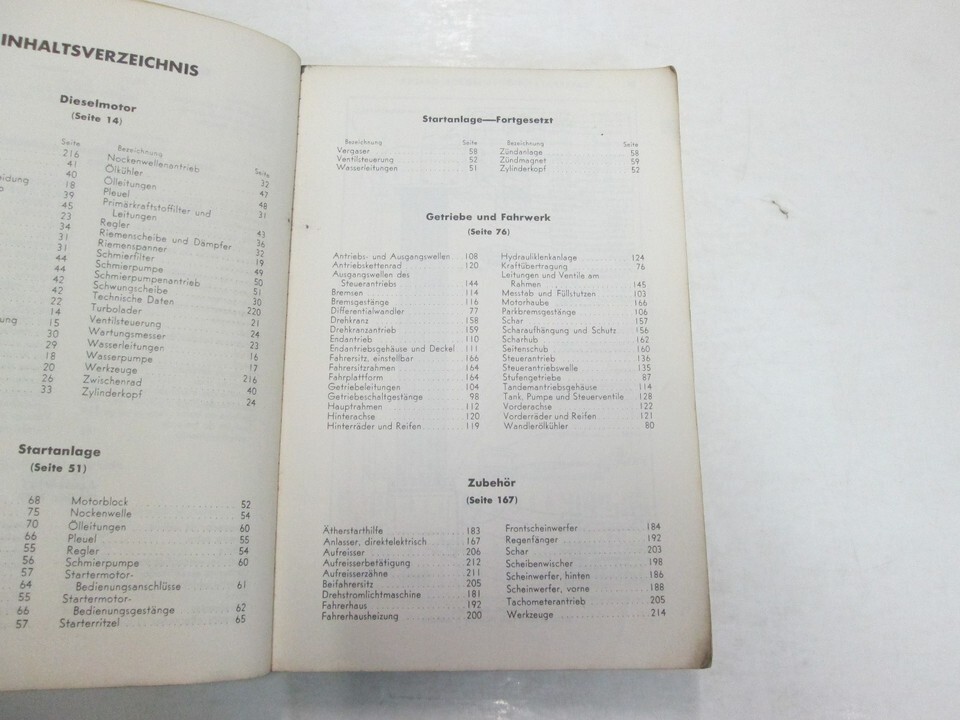 INHALTSVERZEICHNIS
Dieselmotor
(Seite 14)
Seite
216
41
40
18
39
45
23
34
31
31
44
44
42
42
22
14
15
30
29
18
20
26
33
Bezeichnung Seite
Nockenwellenantrieb 32
Ölkühler 47
Ölleitungen 48
Pleuel 31
Primärkraftstoffilter und
Leitungen 43
Regler 36
Riemenscheibe und Dämpfer 32
Riemenspanner 19
Schmierfilter 49
Schmierpumpe 50
Schmierpumpenantrieb 51
Schwungscheibe 30
Technische Daten 220
Turbolader 21
Ventilsteuerung 24
Wartungsmesser 23
Wasserleitungen 16
Wasserpumpe 17
Werkzeuge 216
Zwischenrad 40
Zylinderkopf 24
Startanlage
(Seite 51)
68
75
70
66
55
56
57
64
55
66
57
Motorblock 52
Nockenwelle 54
Ölleitungen 60
Pleuel 55
Regler 54
Schmierpumpe 60
Startermotor-
Bedienungsanschlüsse 61
Startermotor-
Bedienungsgestänge 62
Starterritzel 65
Startanlage—Fortgesetzt
Bezeichnung Seite
Vergaser 58
Ventilsteuerung 52
Wasserleitungen 51
Bezeichnung Seite
Zündanlage 58
Zündmagnet 59
Zylinderkopf 52
Getriebe und Fahrwerk
(Seite 76)
Antriebs- und Ausgangswellen 108
Antriebskettenrad 120
Ausgangswellen des
Steuerantriebs 144
Bremsen 114
Bremsgestänge 116
Differentialwandler 77
Drehkranz 158
Drehkranzantrieb 159
Endantrieb 110
Endantriebsgehäuse und Deckel 111
Fahrersitz, einstellbar 166
Fahrersitzrahmen 164
Fahrplattform 164
Getriebeleitungen 104
Getriebeschaltgestänge 98
Hauptrahmen 112
Hinterachse 120
Hinterräder und Reifen 119
Hydrauliklenkanlage 124
Kraftübertragung 76
Leitungen und Ventile am
Rahmen 145
Messtab und Füllstutzen 103
Motorhaube 166
Parkbremsgestänge 106
Schar 157
Scharaufhängung und Schutz 156
Scharhub 162
Seitenschub 160
Steuerantrieb 136
Steuerantriebswelle 135
Stufengetriebe 87
Tandemantriebsgehäuse 114
Tank, Pumpe und Steuerventile 128
Vorderachse 122
Vorderräder und Reifen 121
Wandlerölkühler 80
Zubehör
(Seite 167)
Ätherstarthilfe 183
Anlasser, direktelektrisch 167
Aufreisser 206
Aufreisserbetätigung 212
Aufreisserzähne 211
Beifahrersitz 205
Drehstromlichtmaschine 181
Fahrerhaus 192
Fahrerhausheizung 200
Frontscheinwerfer 184
Regenfänger 192
Schar 203
Scheibenwischer 198
Scheinwerfer, hinten 186
Scheinwerfer, vorne 188
Tachometerantrieb 205
Werkzeuge 214